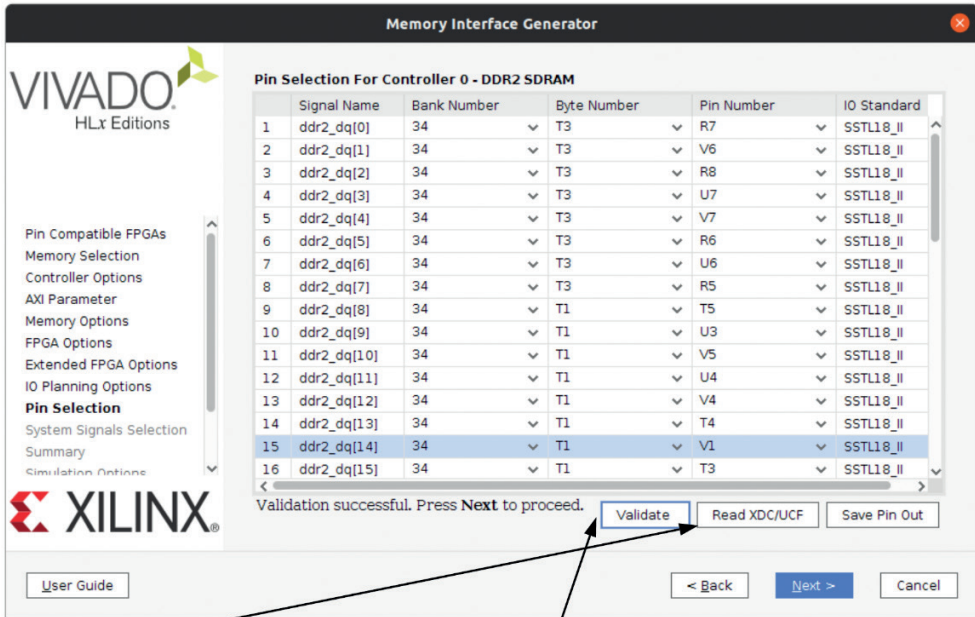 Memory Interface Generator
VIVADO.
HLx Editions
Pin Compatible FPGAs
Memory Selection
Controller Options
AXI Parameter
Memory Options
FPGA Options
Extended FPGA Options
IO Planning Options
Pin Selection
System Signals Selection
Summary
Simulation Options
XILINX®
Pin Selection For Controller 0 - DDR2 SDRAM
Signal Name Bank Number Byte Number Pin Number IO Standard
1 ddr2_dq[0] 34 T3 R7 SSTL18_II
2 ddr2_dq[1] 34 T3 V6 SSTL18_II
3 ddr2_dq[2] 34 T3 R8 SSTL18_II
4 ddr2_dq[3] 34 T3 U7 SSTL18_II
5 ddr2_dq[4] 34 T3 V7 SSTL18_II
6 ddr2_dq[5] 34 T3 R6 SSTL18_II
7 ddr2_dq[6] 34 T3 U6 SSTL18_II
8 ddr2_dq[7] 34 T3 R5 SSTL18_II
9 ddr2_dq[8] 34 T1 T5 SSTL18_II
10 ddr2_dq[9] 34 T1 U3 SSTL18_II
11 ddr2_dq[10] 34 T1 V5 SSTL18_II
12 ddr2_dq[11] 34 T1 U4 SSTL18_II
13 ddr2_dq[12] 34 T1 V4 SSTL18_II
14 ddr2_dq[13] 34 T1 T4 SSTL18_II
15 ddr2_dq[14] 34 T1 V1 SSTL18_II
16 ddr2_dq[15] 34 T1 T3 SSTL18_II
Validation successful. Press Next to proceed.
Validate Read XDC/UCF Save Pin Out
User Guide < Back Next > Cancel